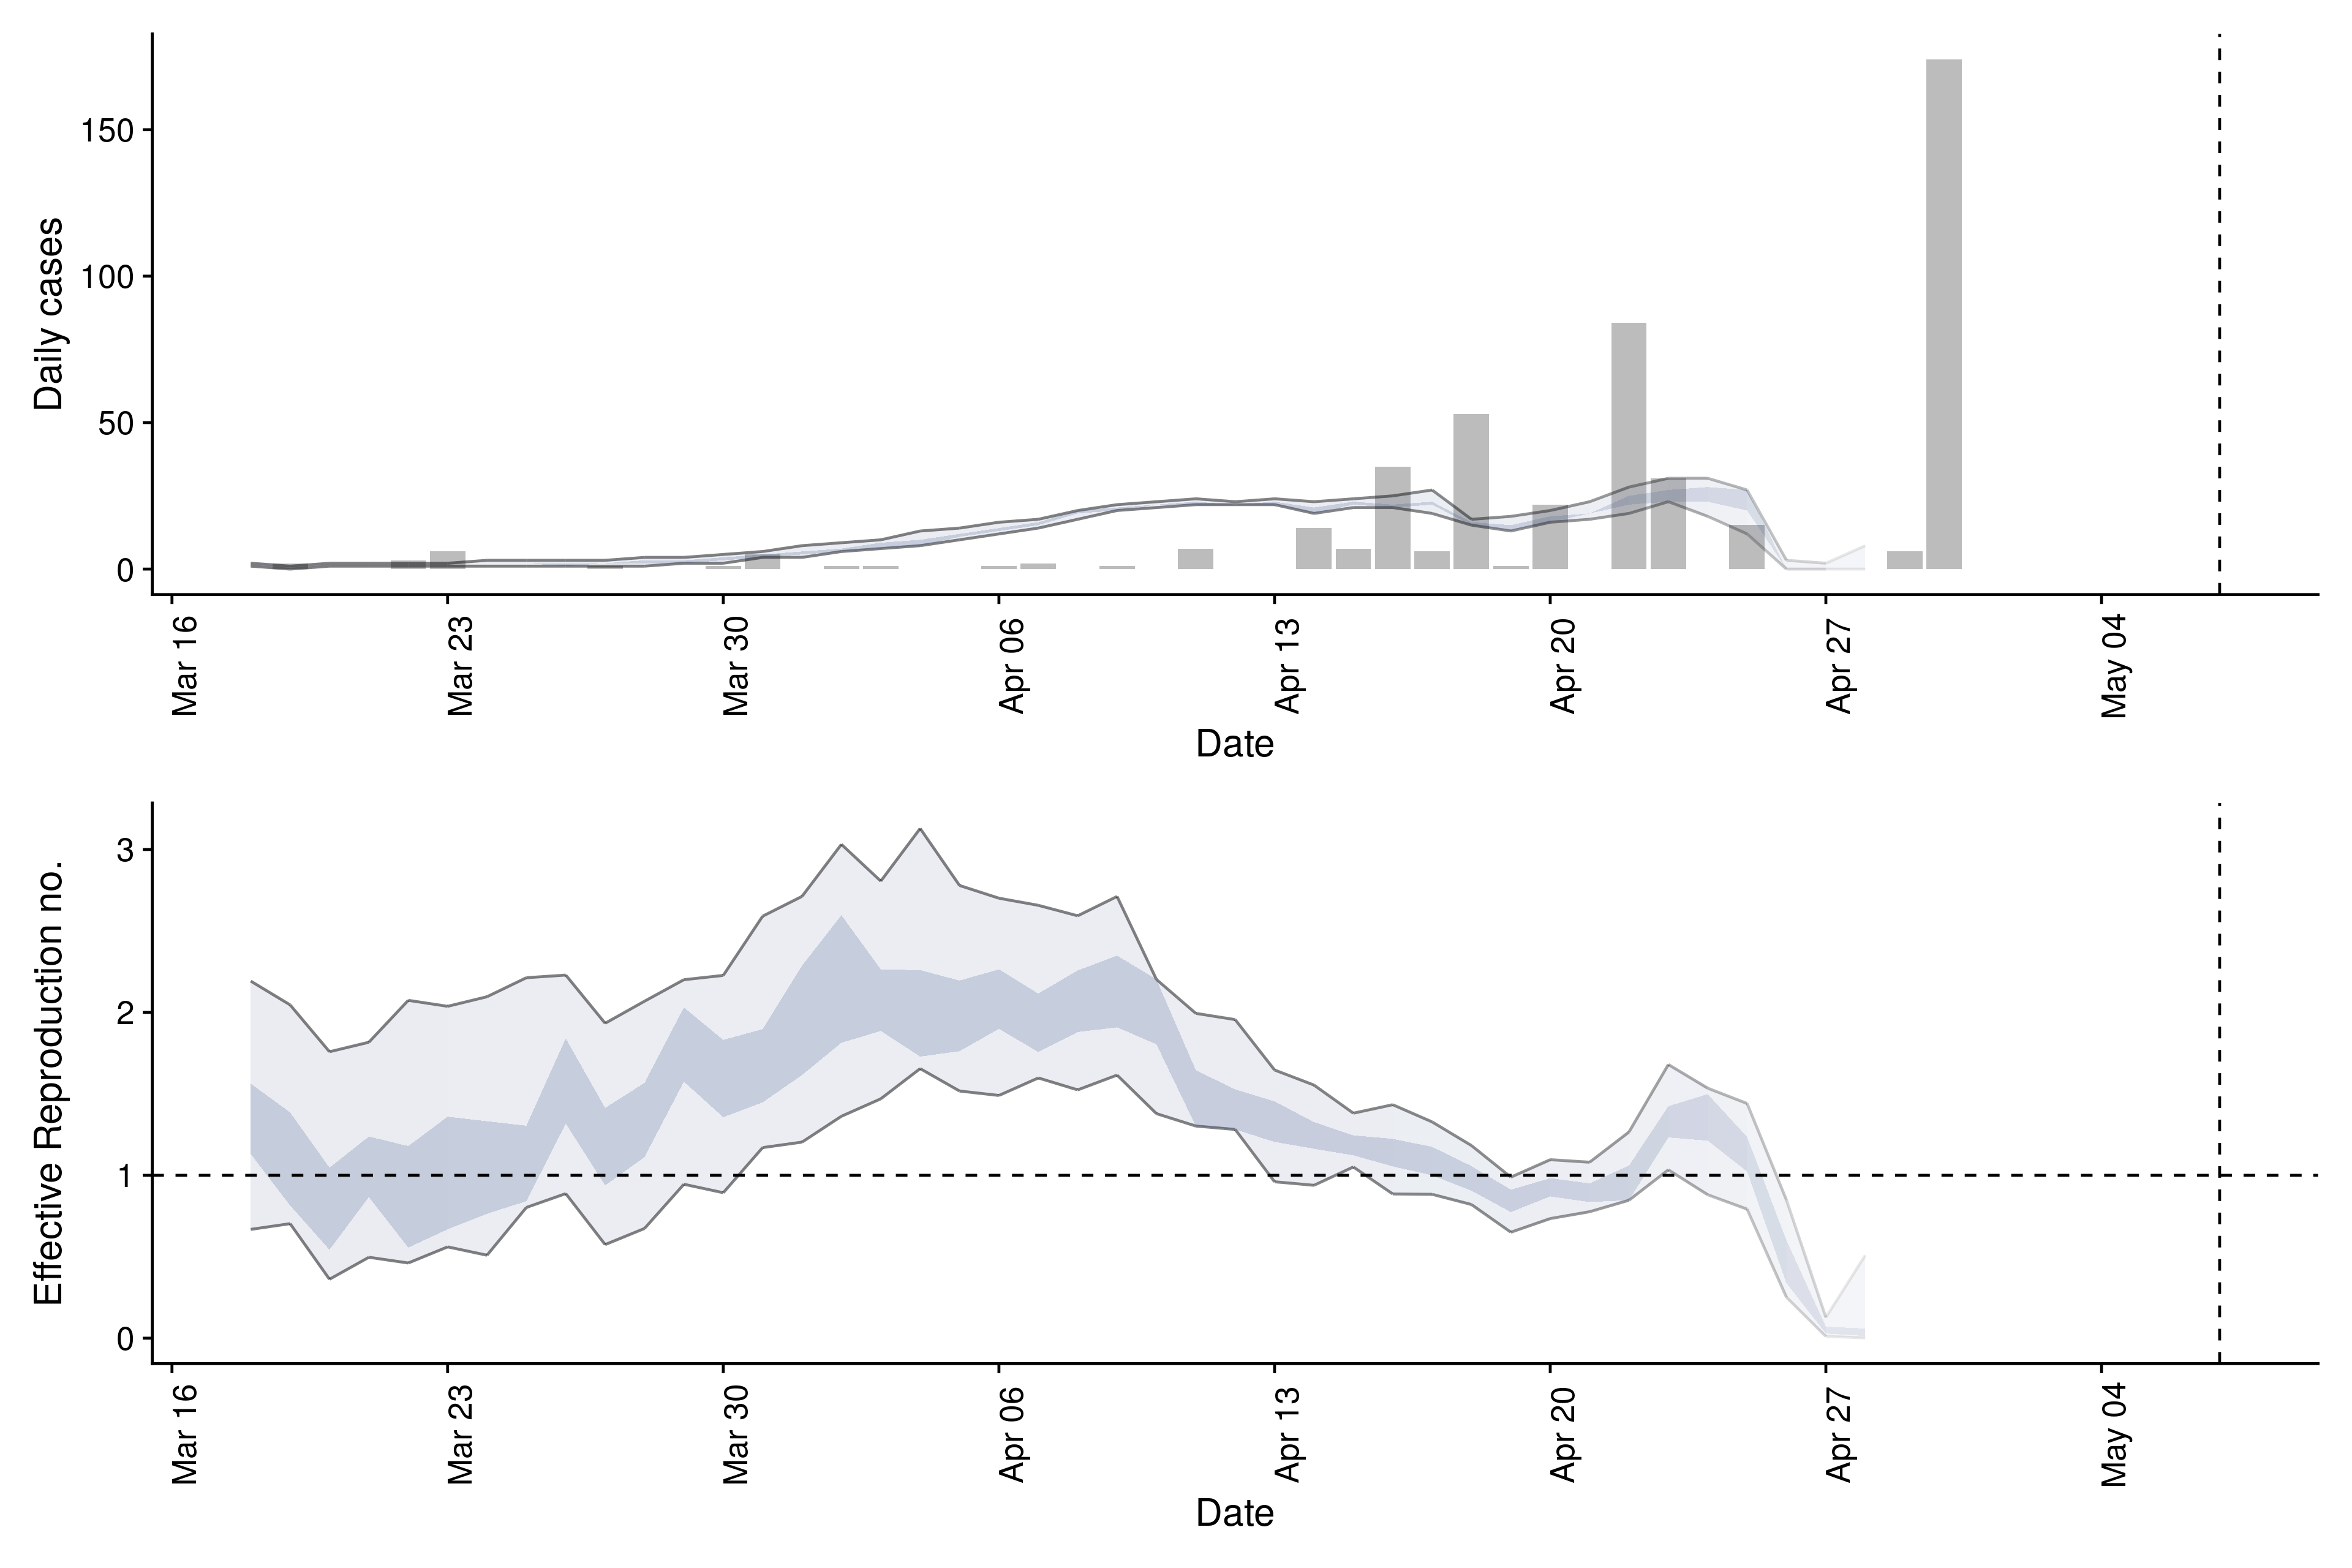 Daily cases
150
100
50
0
Mar 16
Mar 23
Mar 30
Apr 06
Apr 13
Apr 20
Apr 27
May 04
Date
Effective Reproduction no.
3
2
1
0
Mar 16
Mar 23
Mar 30
Apr 06
Apr 13
Apr 20
Apr 27
May 04
Date